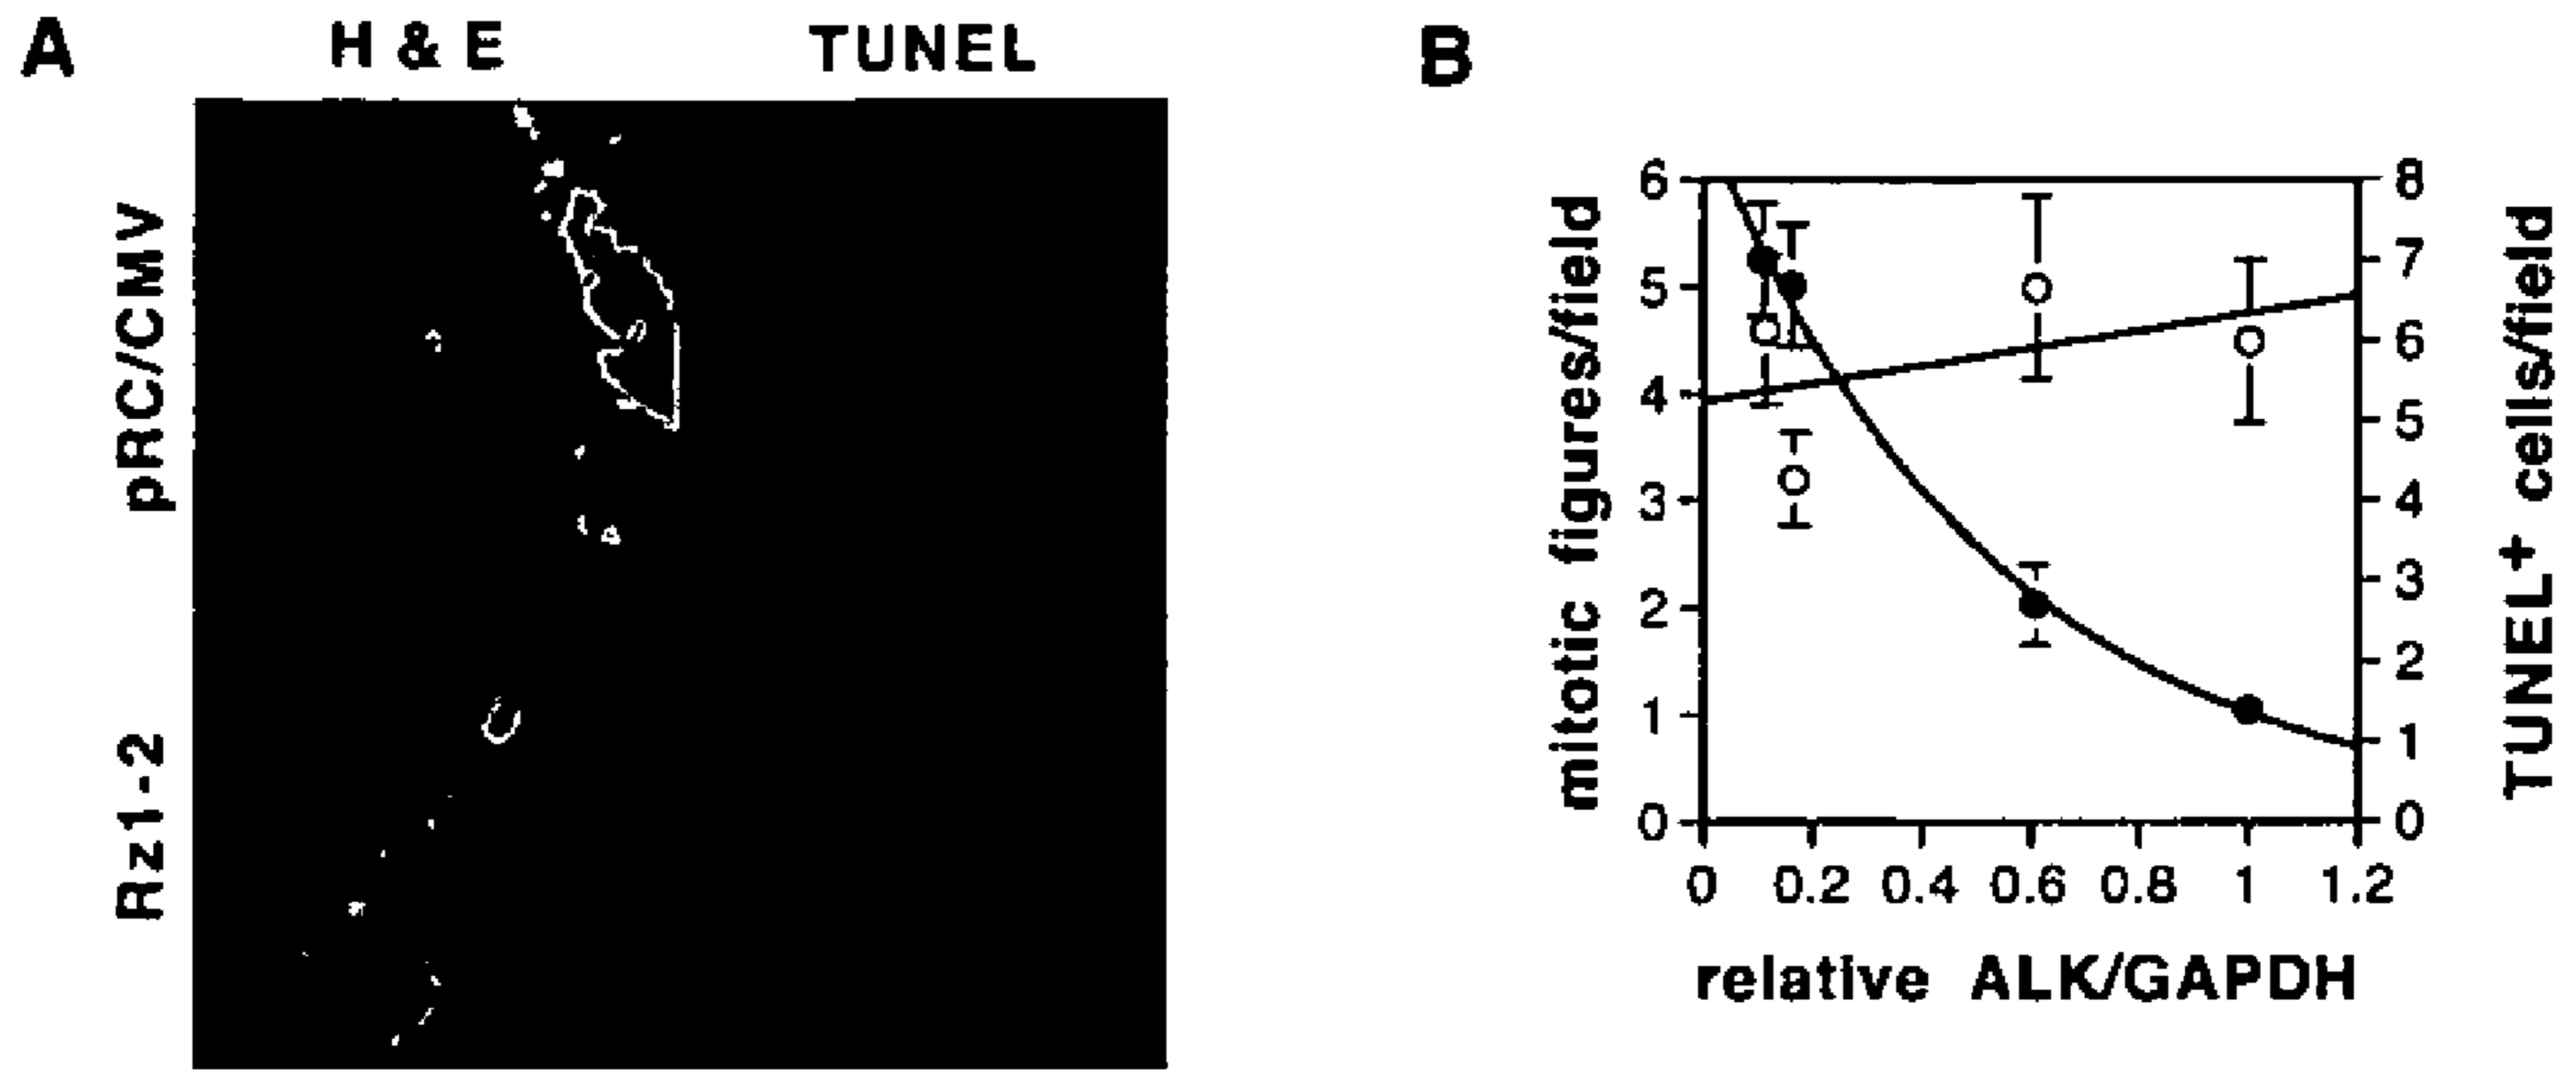 A
H & E
TUNEL
pRC/CMV
Rz1-2
B
mitotic figures/field
6
5
4
3
2
1
0
8
7
6
5
4
3
2
1
0
TUNEL+ cells/field
0 0.2 0.4 0.6 0.8 1 1.2
relative ALK/GAPDH